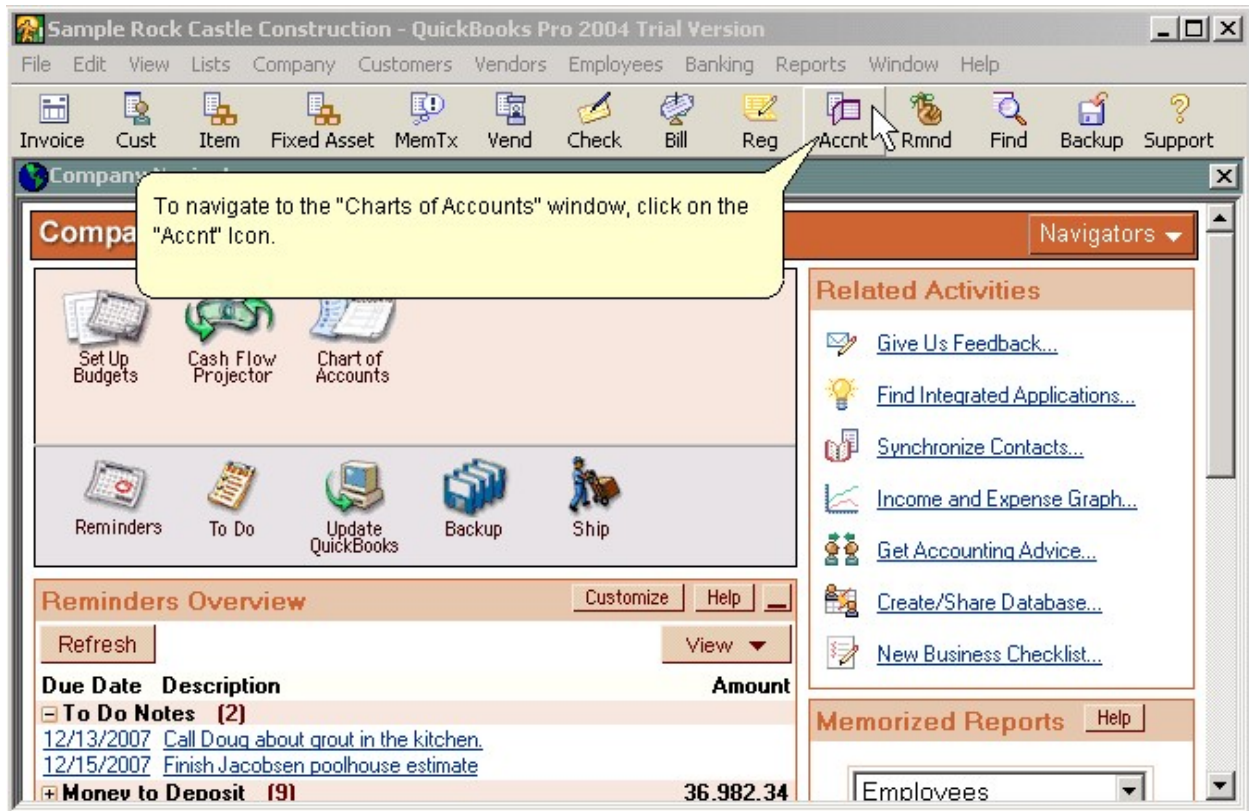 Sample Rock Castle Construction - QuickBooks Pro 2004 Trial Version
File Edit View Lists Company Customers Vendors Employees Banking Reports Window Help
Invoice Cust Item Fixed Asset MemTx Vend Check Bill Reg Accnt Rmnd Find Backup Support
Company
To navigate to the "Charts of Accounts" window, click on the
"Accnt" Icon.
Compa
Navigators
Set Up
Budgets
Cash Flow
Projector
Chart of
Accounts
Reminders
To Do
Update
QuickBooks
Backup
Ship
Related Activities
Give Us Feedback...
Find Integrated Applications...
Synchronize Contacts...
Income and Expense Graph...
Get Accounting Advice...
Create/Share Database...
New Business Checklist...
Reminders Overview Customize Help
Refresh View
Due Date Description Amount
To Do Notes (2)
12/13/2007 Call Doug about grout in the kitchen.
12/15/2007 Finish Jacobsen poolhouse estimate
Money to Deposit (9) 36,982.34
Memorized Reports Help
Employees